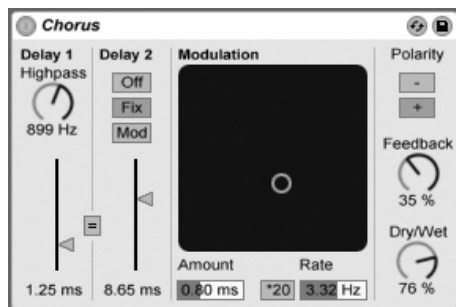 Chorus
Delay 1
Highpass
899 Hz
1.25 ms
=
Delay 2
Off
Fix
Mod
8.65 ms
Modulation
Amount
0.80 ms
*20
Rate
3.32 Hz
Polarity
-
+
Feedback
35 %
Dry/Wet
76 %